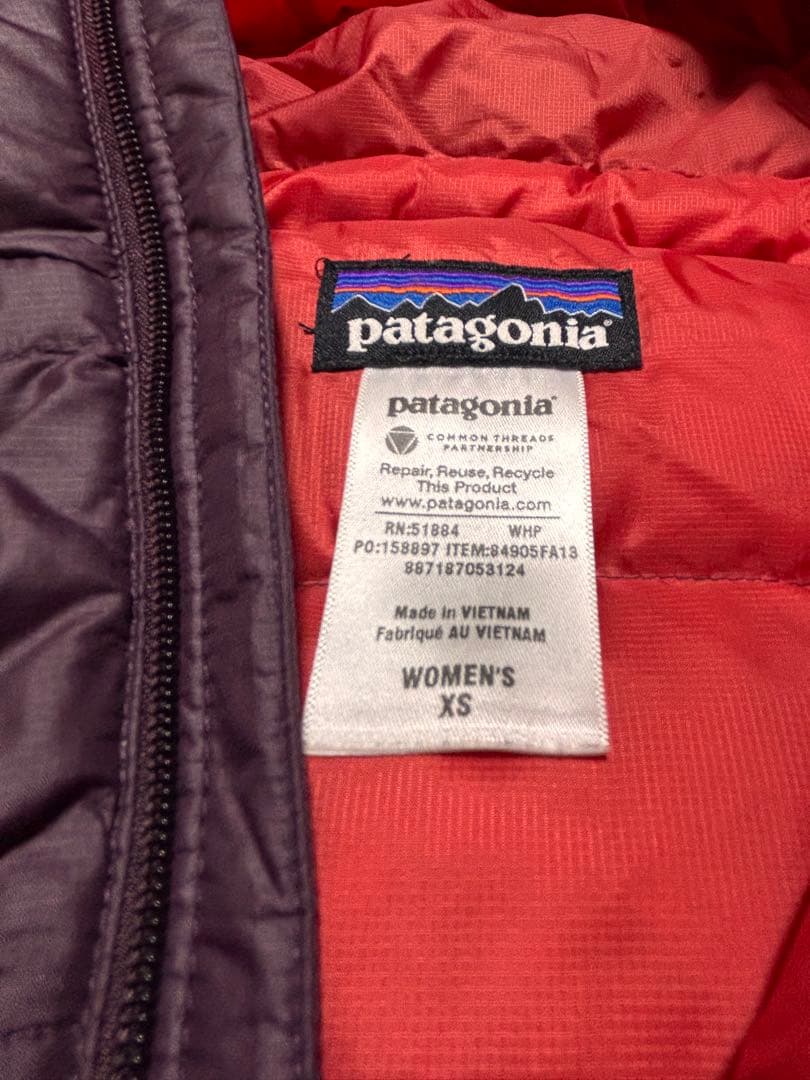 patagonia®
patagonia®
COMMON THREADS
PARTNERSHIP
Repair, Reuse, Recycle
This Product
www.patagonia.com
RN:51884 WHP
PO:158897 ITEM:84905FA13
887187053124
Made in VIETNAM
Fabriqué AU VIETNAM
WOMEN'S
XS